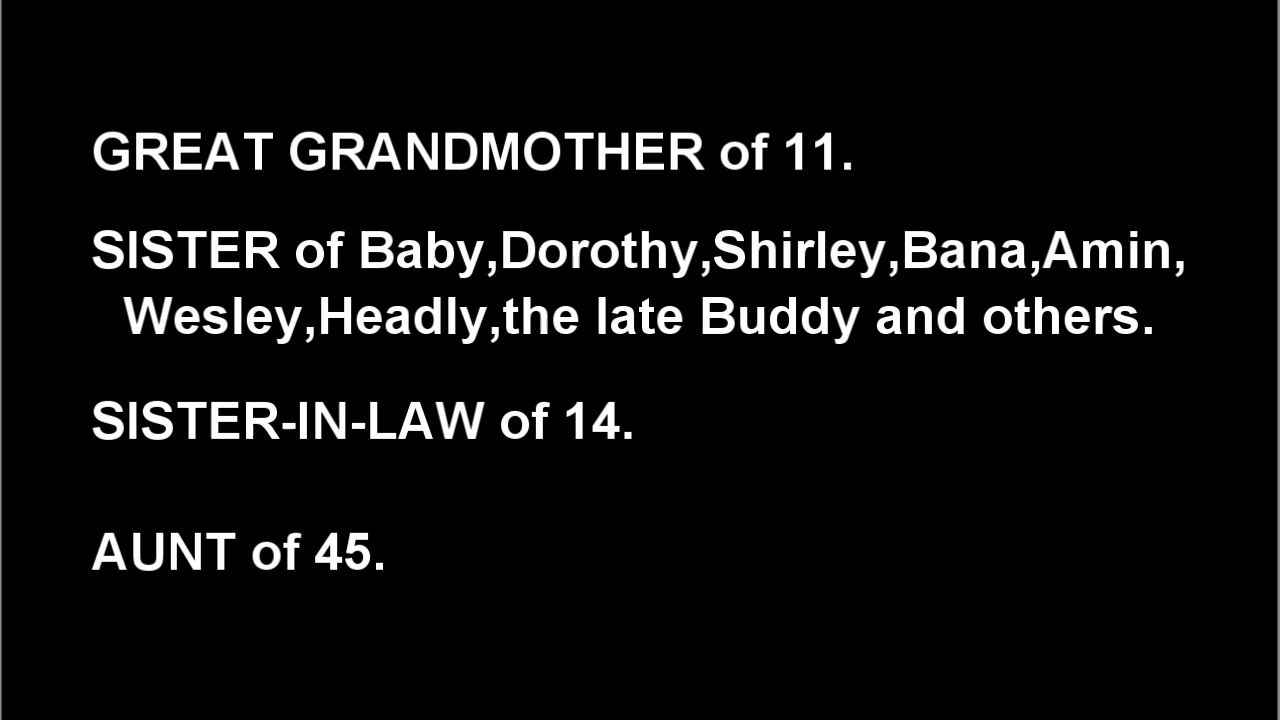 GREAT GRANDMOTHER of 11.
SISTER of Baby,Dorothy,Shirley,Bana,Amin,
Wesley,Headly,the late Buddy and others.
SISTER-IN-LAW of 14.
AUNT of 45.